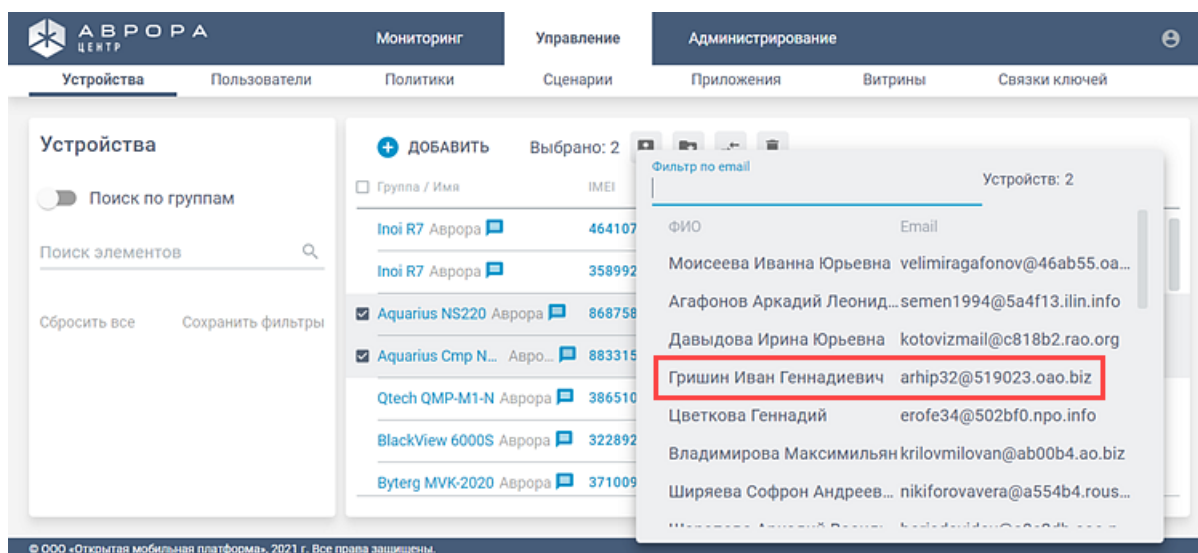 АВРОРА
ЦЕНТР
Мониторинг Управление Администрирование
Устройства Пользователи Политики Сценарии Приложения Витрины Связки ключей
Устройства
Поиск по группам
Поиск элементов
Сбросить все Сохранить фильтры
ДОБАВИТЬ Выбрано: 2
Группа / Имя IMEI
Inoi R7 Аврора 464107
Inoi R7 Аврора 358992
Aquarius NS220 Аврора 868758
Aquarius Cmp N... Авро... 883315
Qtech QMP-M1-N Аврора 386510
BlackView 6000S Аврора 322892
Byterg MVK-2020 Аврора 371009
Фильтр по email
Устройств: 2
ФИО Email
Моисеева Иванна Юрьевна velimiragafonov@46ab55.oa...
Агафонов Аркадий Леонид... semen1994@5a4f13.ilin.info
Давыдова Ирина Юрьевна kotovizmail@c818b2.rao.org
Гришин Иван Геннадиевич arhip32@519023.oao.biz
Цветкова Геннадий erofe34@502bf0.npo.info
Владимирова Максимильян krilovmilovan@ab00b4.ao.biz
Ширяева Софрон Андреев... nikiforovavera@a554b4.rous...
© ООО «Открытая мобильная платформа», 2021 г. Все права защищены.